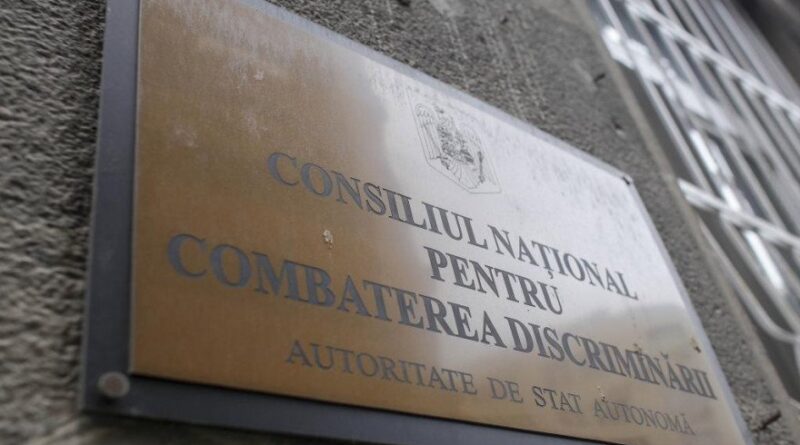 CONSILIUL NAȚIONAL
PENTRU
COMBATEREA DISCRIMINĂRII
AUTORITATE DE STAT AUTONOMĂ